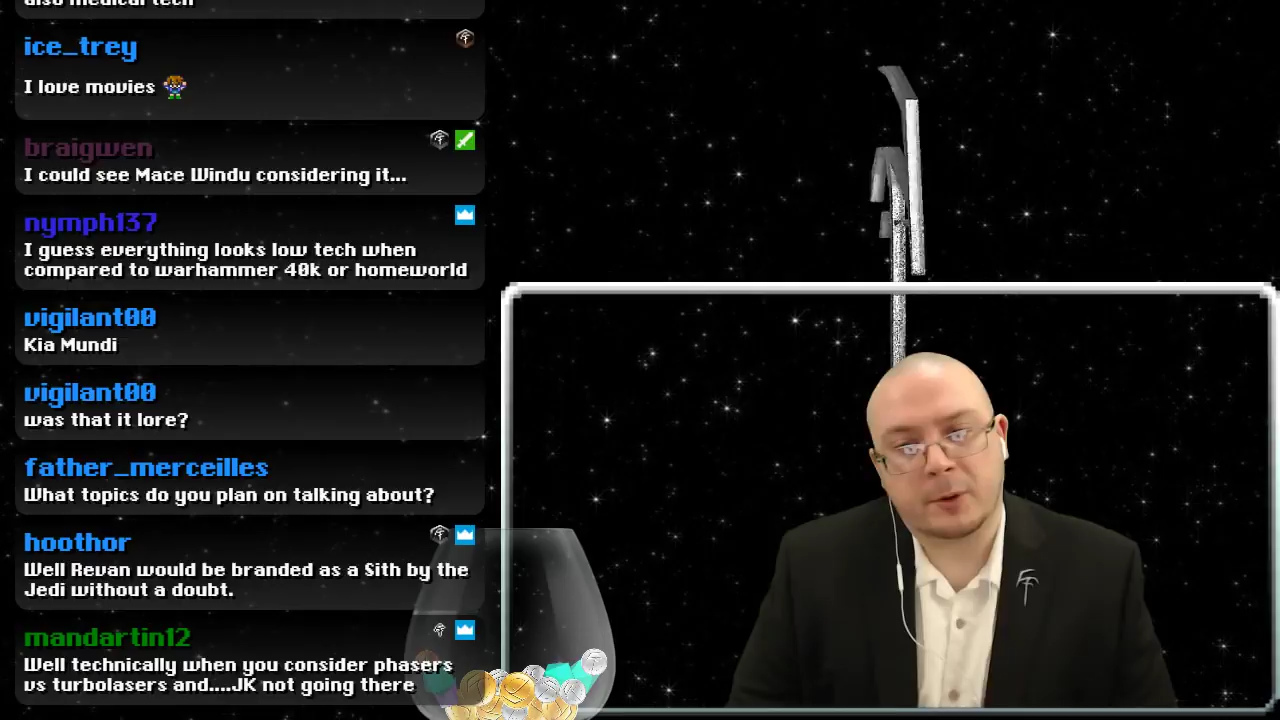 also medical tech
ice_trey
I love movies
braigwen
I could see Mace Windu considering it...
nymph137
I guess everything looks low tech when
compared to warhammer 40k or homeworld
vigilant00
Kia Mundi
vigilant00
was that it lore?
father_merceilles
What topics do you plan on talking about?
hoothor
Well Revan would be branded as a Sith by the
Jedi without a doubt.
mandartin12
Well technically when you consider phasers
vs turbolasers and....JK not going there